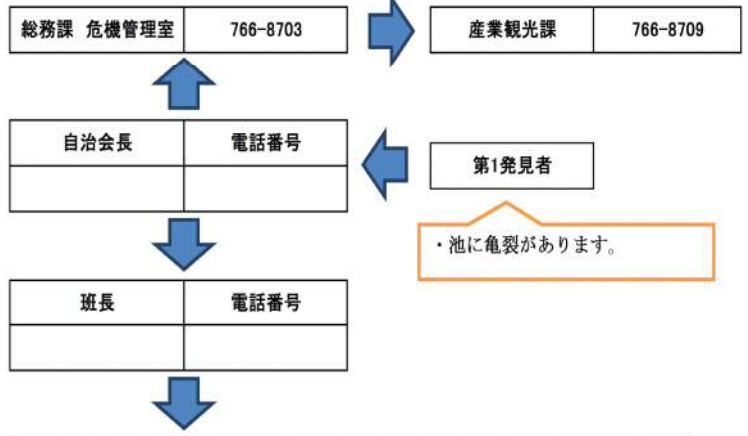 総務課 危機管理室 766-8703
産業観光課 766-8709
自治会長 電話番号
第1発見者
・池に亀裂があります。
班長 電話番号